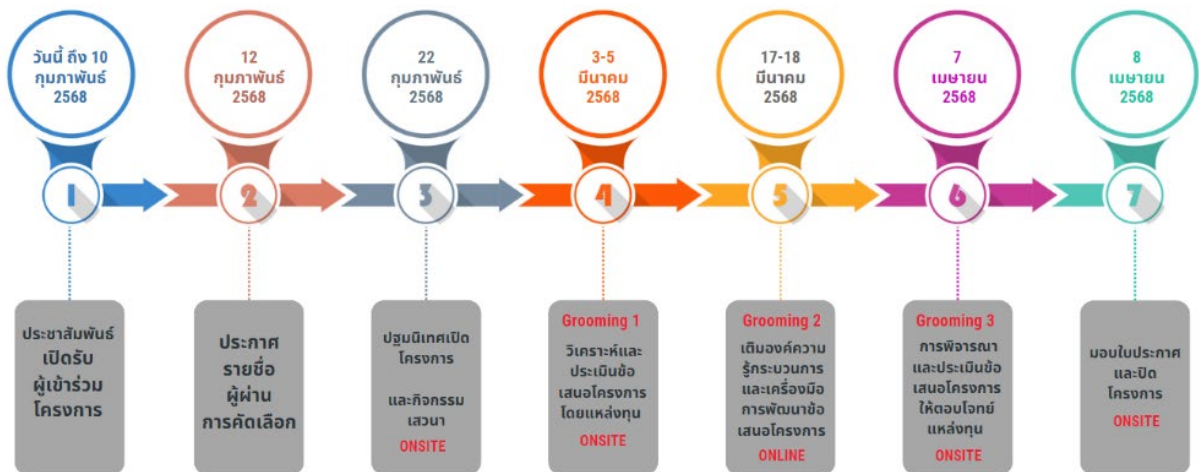 วันนี้ ถึง 10
กุมภาพันธ์
2568
12
กุมภาพันธ์
2568
22
กุมภาพันธ์
2568
3-5
มีนาคม
2568
17-18
มีนาคม
2568
7
เมษายน
2568
8
เมษายน
2568
1
2
3
4
5
6
7
ประชาสัมพันธ์
เปิดรับ
ผู้เข้าร่วม
โครงการ
ประกาศ
รายชื่อ
ผู้ผ่าน
การคัดเลือก
ปฐมนิเทศเปิด
โครงการ
และกิจกรรม
เสวนา
ONSITE
Grooming 1
วิเคราะห์และ
ประเมินข้อ
เสนอโครงการ
โดยแหล่งทุน
ONSITE
Grooming 2
เติมองค์ความ
รู้กระบวนการ
และเครื่องมือ
การพัฒนาข้อ
เสนอโครงการ
ONLINE
Grooming 3
การพิจารณา
และประเมินข้อ
เสนอโครงการ
ให้ตอบโจทย์
แหล่งทุน
ONSITE
มอบใบประกาศ
และปิด
โครงการ
ONSITE